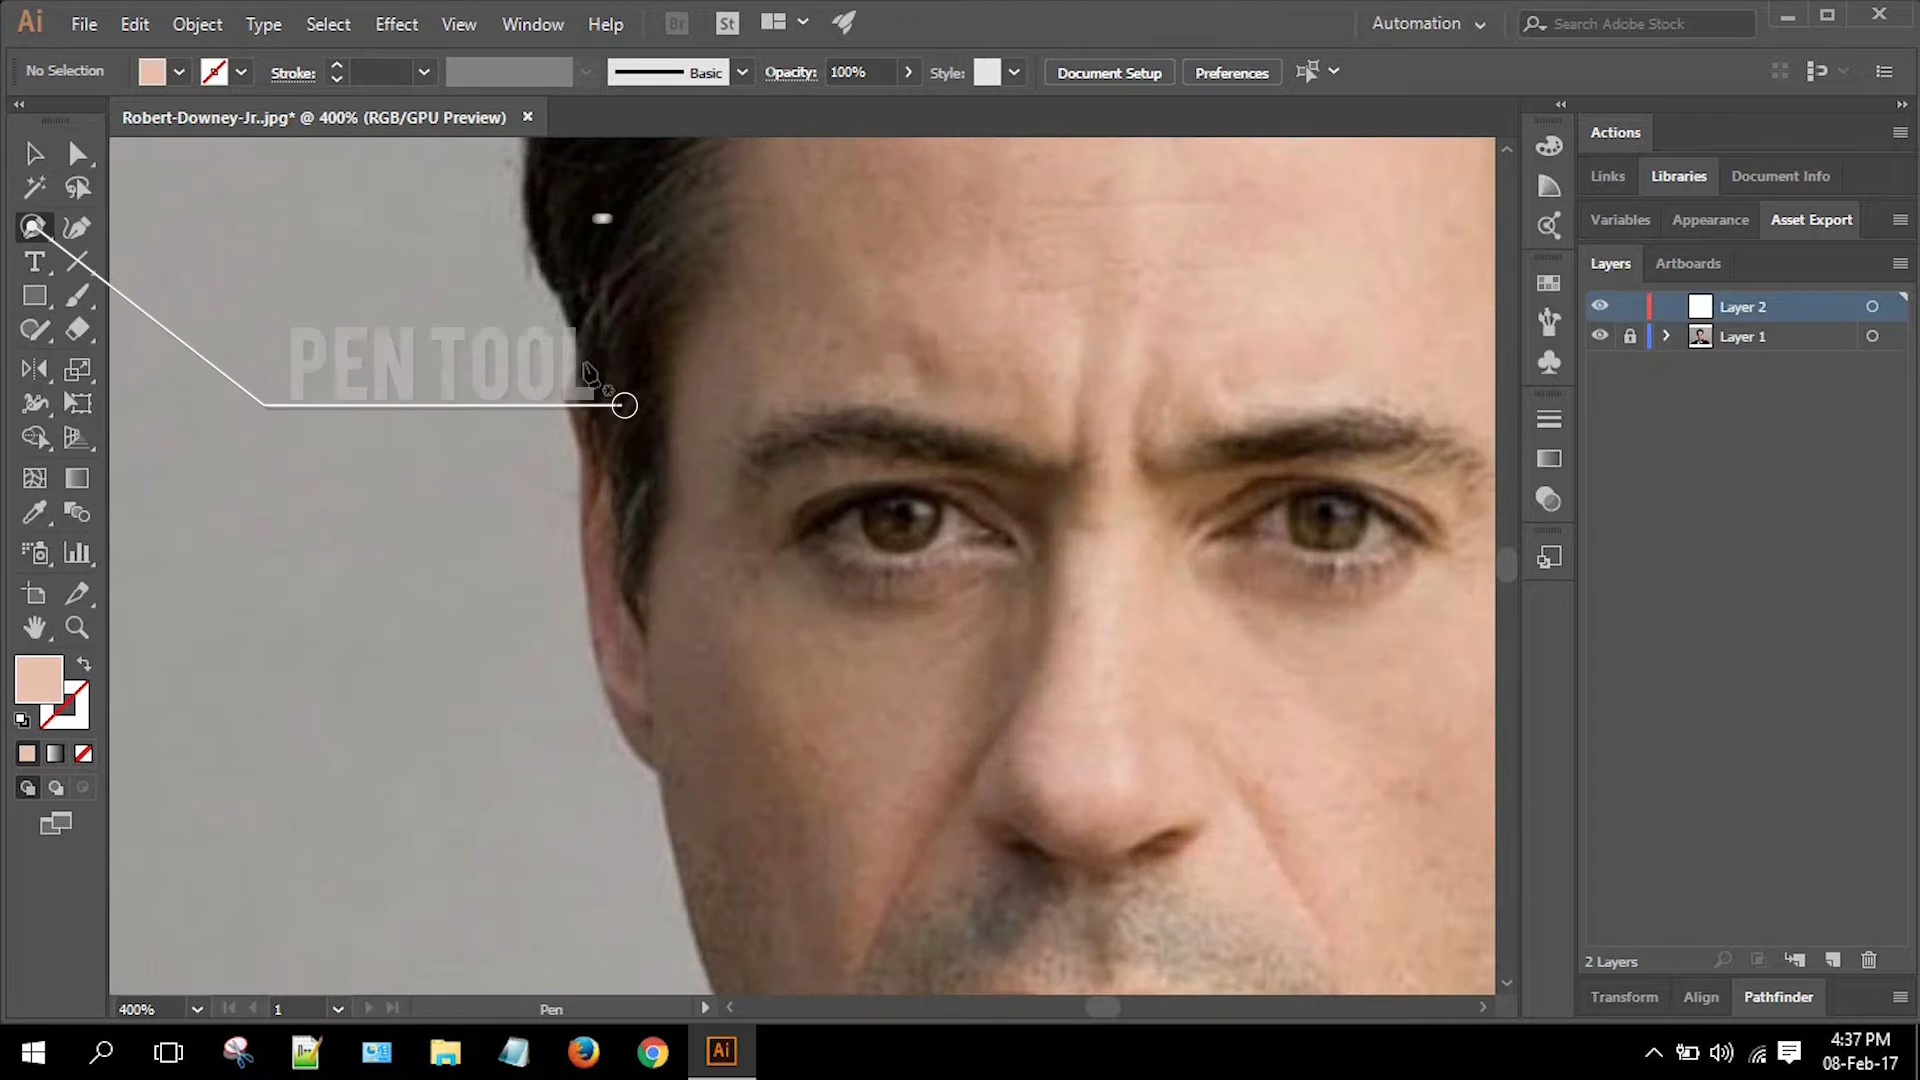 Ai File Edit Object Type Select Effect View Window Help Br St Automation Search Adobe Stock
No Selection Stroke: Basic Opacity: 100% Style: Document Setup Preferences
Robert-Downey-Jr..jpg* @ 400% (RGB/GPU Preview)
Actions
Links Libraries Document Info
Variables Appearance Asset Export
Layers Artboards
Layer 2
Layer 1
PEN TOOL
2 Layers
Transform Align Pathfinder
400% 1 Pen
Ai
4:37 PM
08-Feb-17